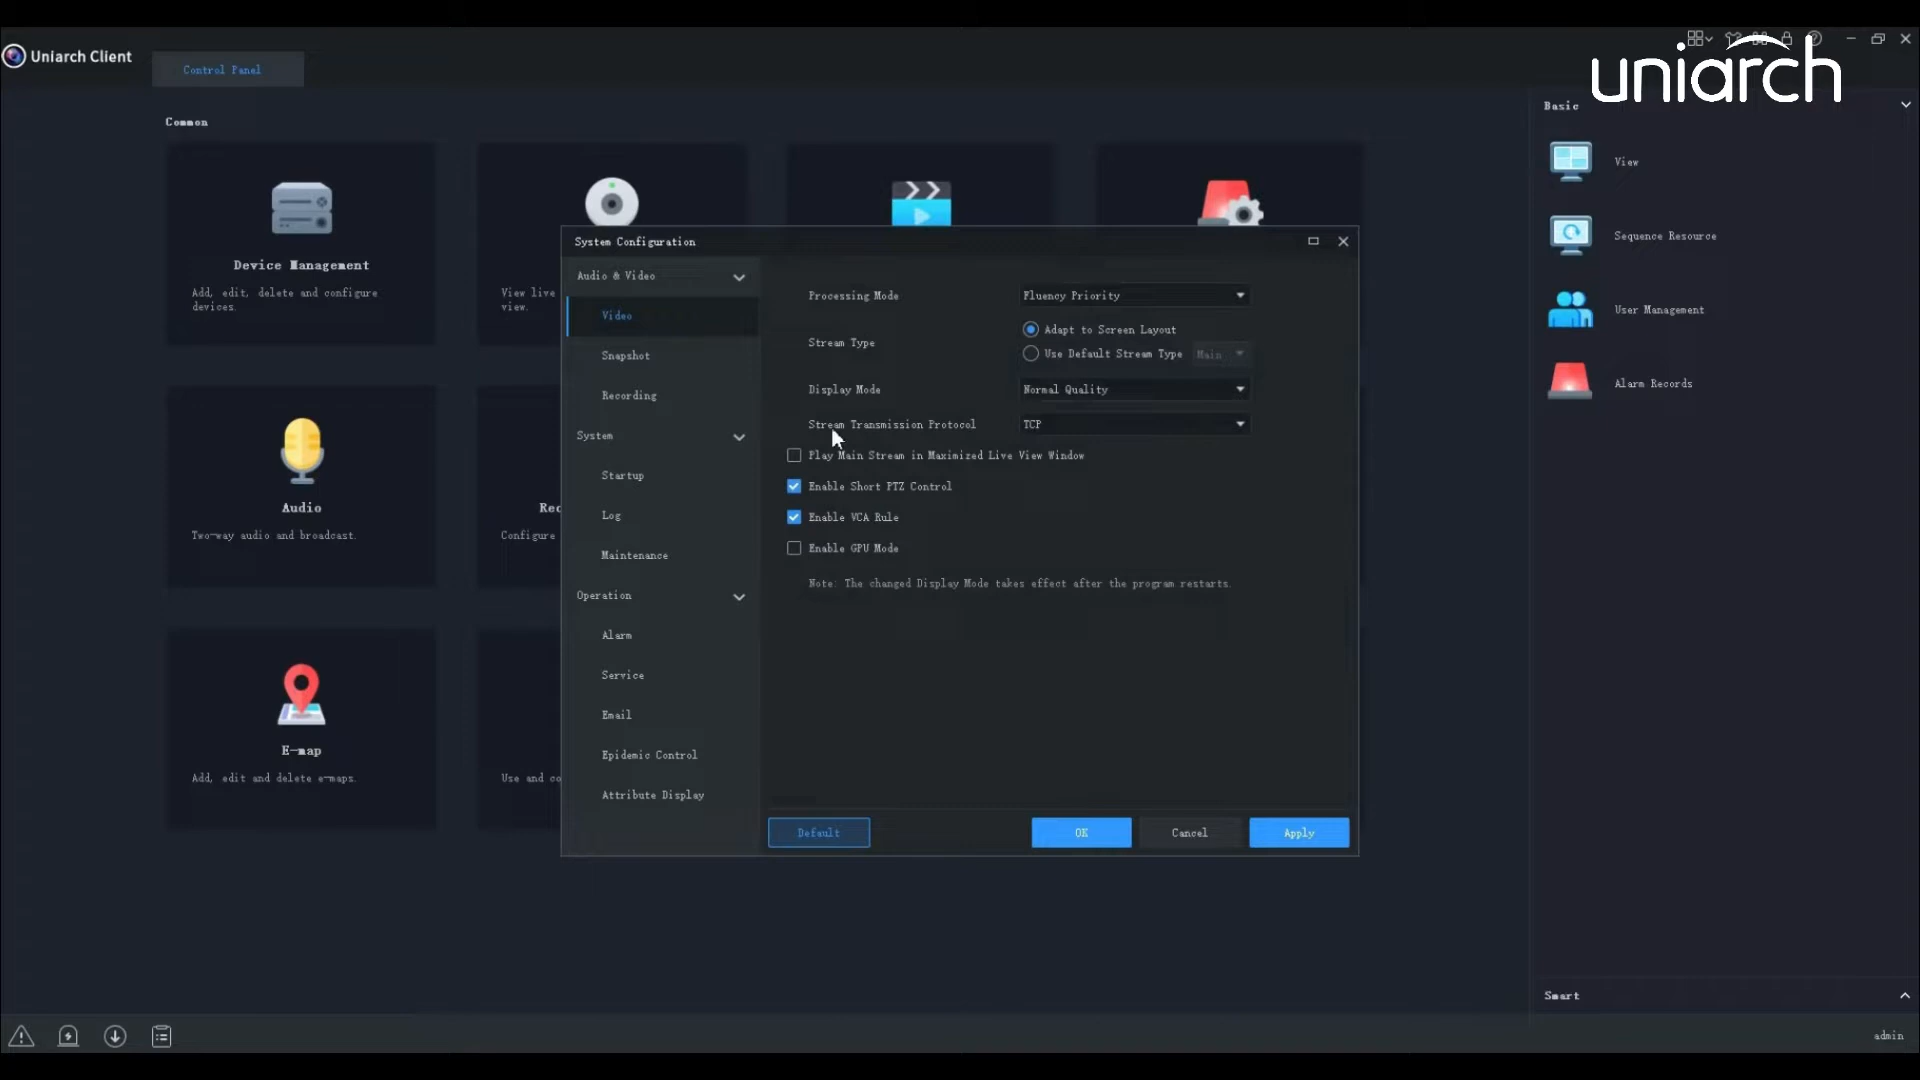 Uniarch Client
Control Panel
uniarch
Common
Basic
Device Management
Add, edit, delete and configure
devices.
View live
view.
View
Sequence Resource
User Management
Alarm Records
System Configuration
Audio & Video
Video
Snapshot
Recording
System
Startup
Log
Maintenance
Operation
Alarm
Service
Email
Epidemic Control
Attribute Display
Processing Mode
Fluency Priority
Stream Type
Adapt to Screen Layout
Use Default Stream Type
Main
Display Mode
Normal Quality
Stream Transmission Protocol
TCP
Play Main Stream in Maximized Live View Window
Enable Short PTZ Control
Enable VCA Rule
Enable GPU Mode
Note: The changed Display Mode takes effect after the program restarts.
Default
OK
Cancel
Apply
Audio
Two-way audio and broadcast.
Rec
Configure
E-map
Add, edit and delete e-maps.
Use and co
Smart
admin